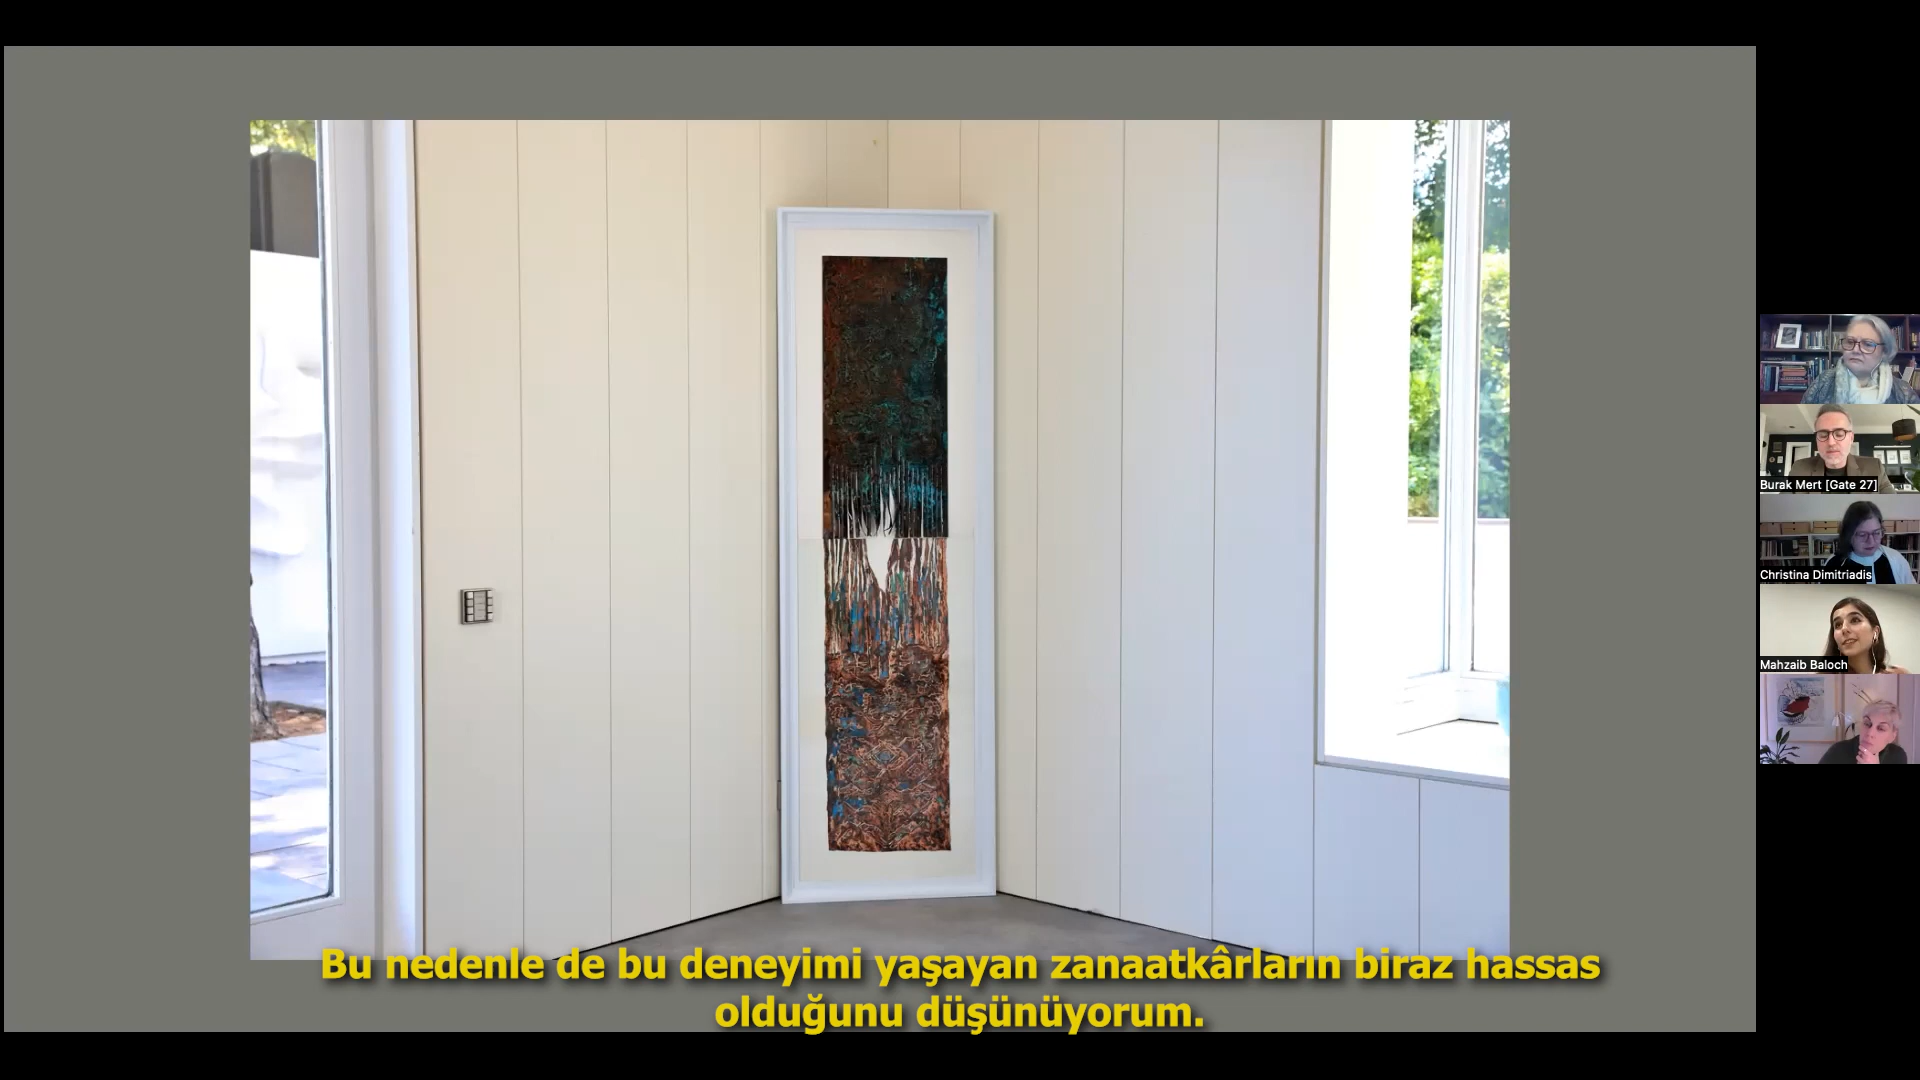 Burak Mert [Gate 27]
Christina Dimitriadis
Mahzaib Baloch
Bu nedenle de bu deneyimi yaşayan zanaatkârların biraz hassas
olduğunu düşünüyorum.